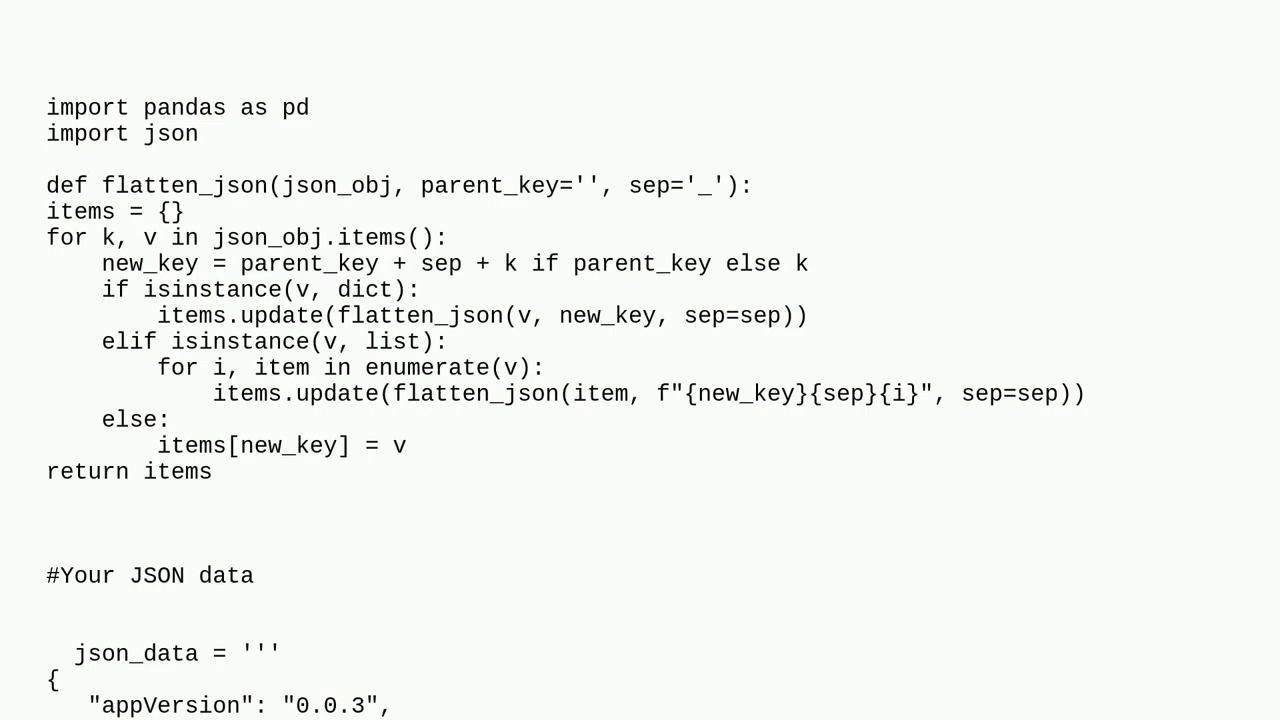 import pandas as pd
import json

def flatten_json(json_obj, parent_key='', sep='_'):
items = {}
for k, v in json_obj.items():
    new_key = parent_key + sep + k if parent_key else k
    if isinstance(v, dict):
        items.update(flatten_json(v, new_key, sep=sep))
    elif isinstance(v, list):
        for i, item in enumerate(v):
            items.update(flatten_json(item, f"{new_key}{sep}{i}", sep=sep))
    else:
        items[new_key] = v
return items

#Your JSON data

  json_data = '''
{
   "appVersion": "0.0.3",